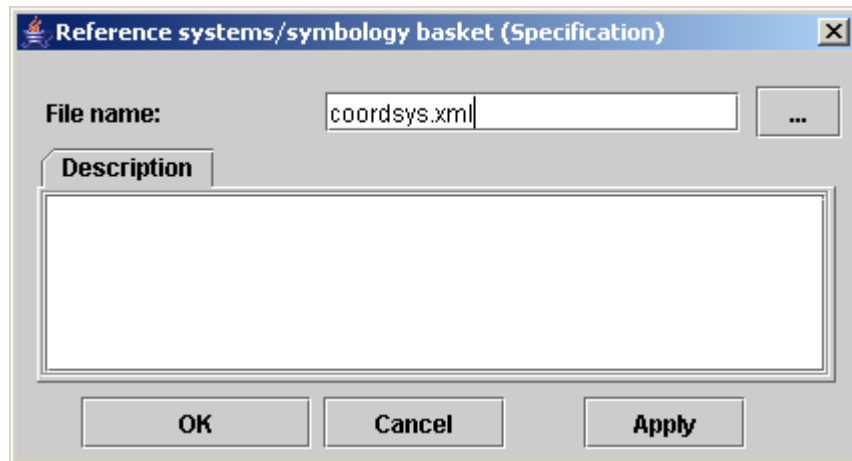 Reference systems/symbology basket (Specification)
File name: coordsys.xml ...
Description
OK Cancel Apply